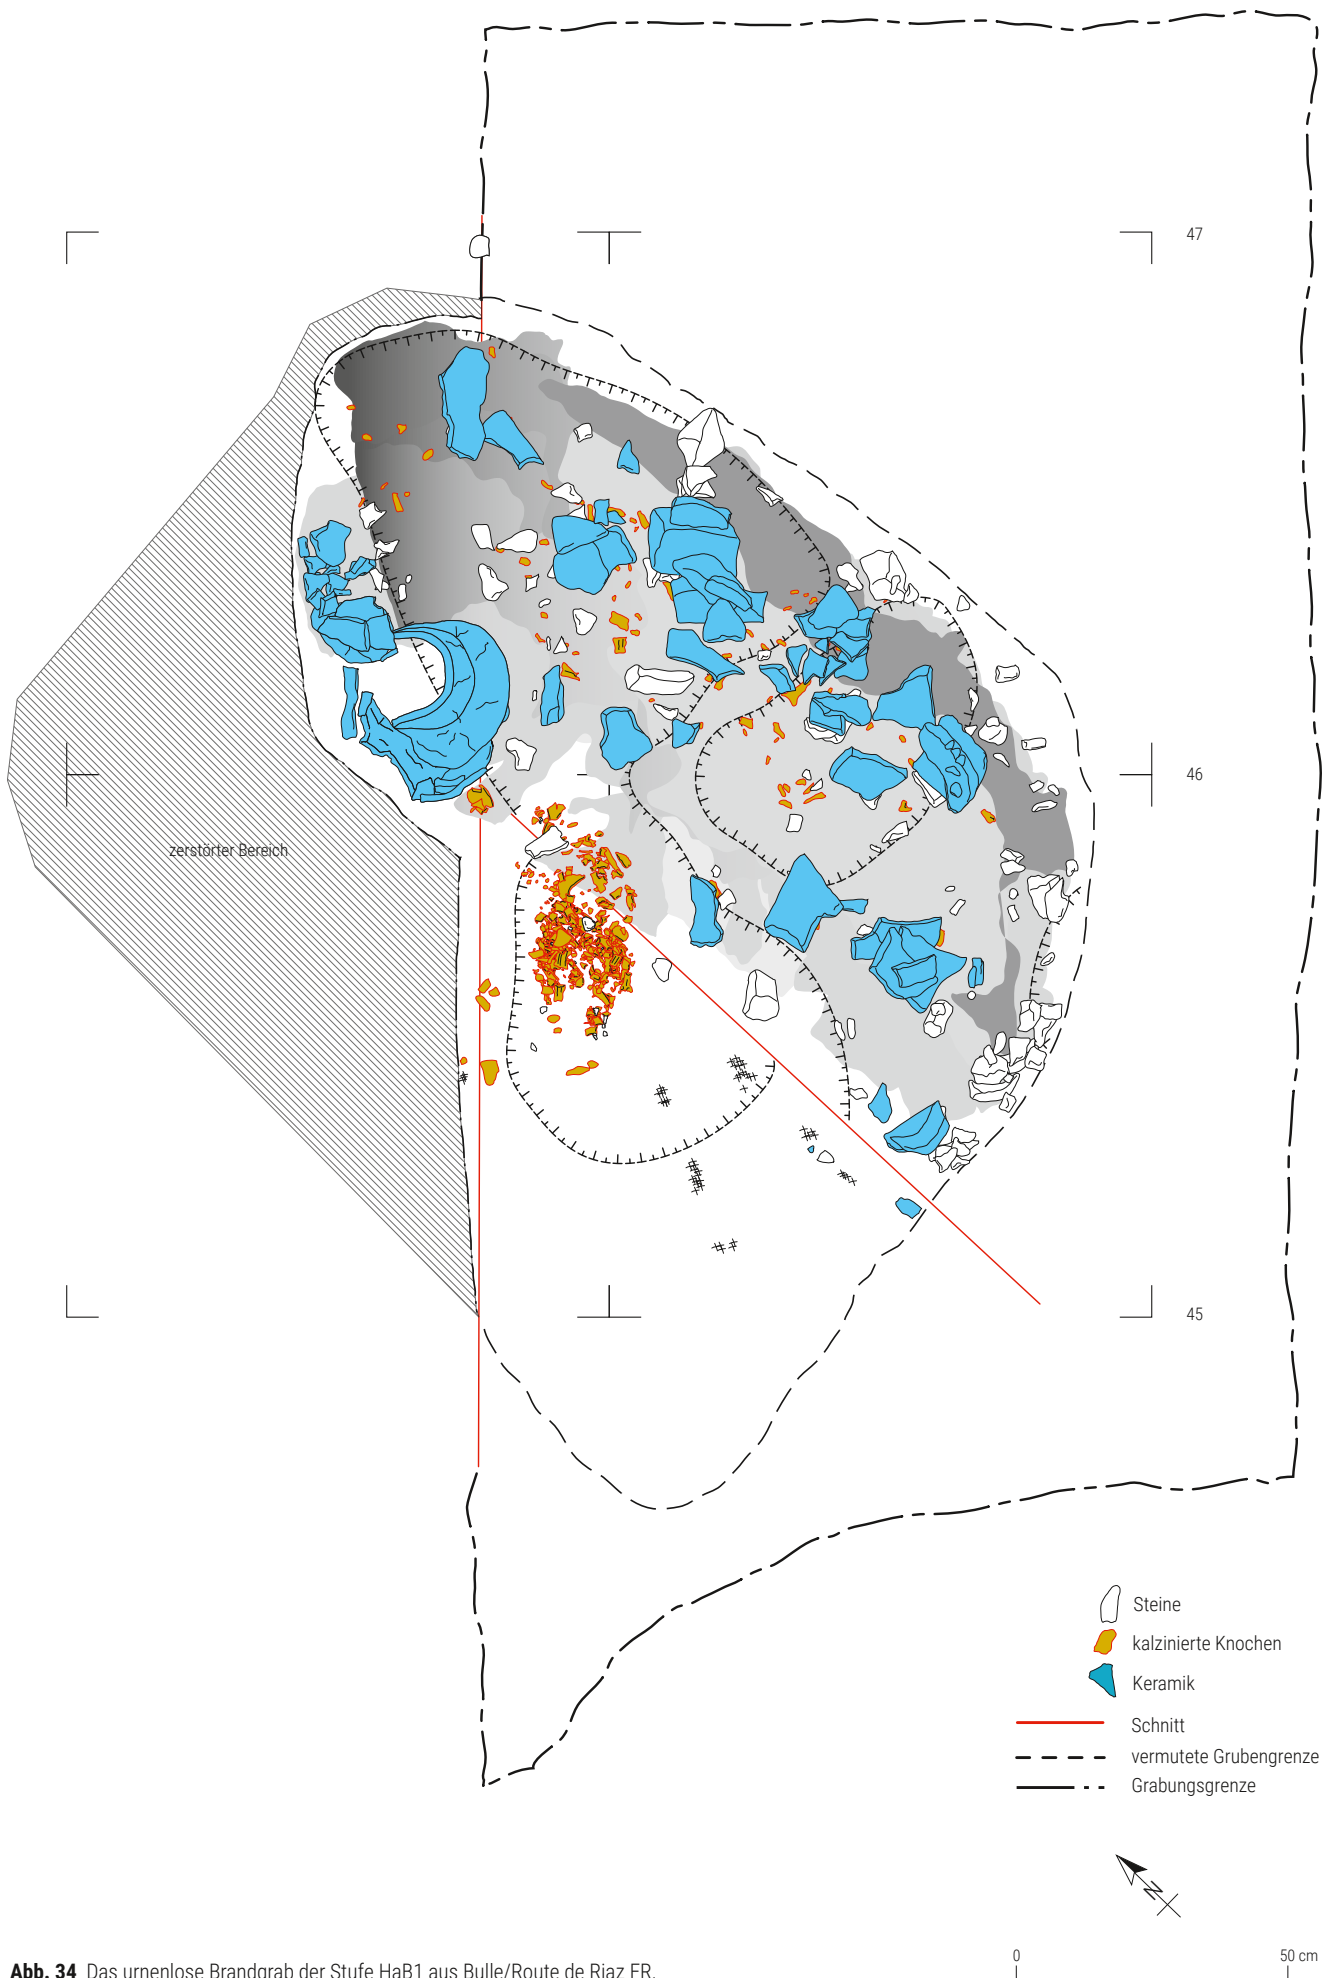 47
46
zerstörter Bereich
45
Steine
kalzinierte Knochen
Keramik
Schnitt
vermutete Grubengrenze
Grabungsgrenze
N
0 50 cm
Abb. 34 Das urnenlose Brandgrab der Stufe HaB1 aus Bulle/Route de Riaz FR.